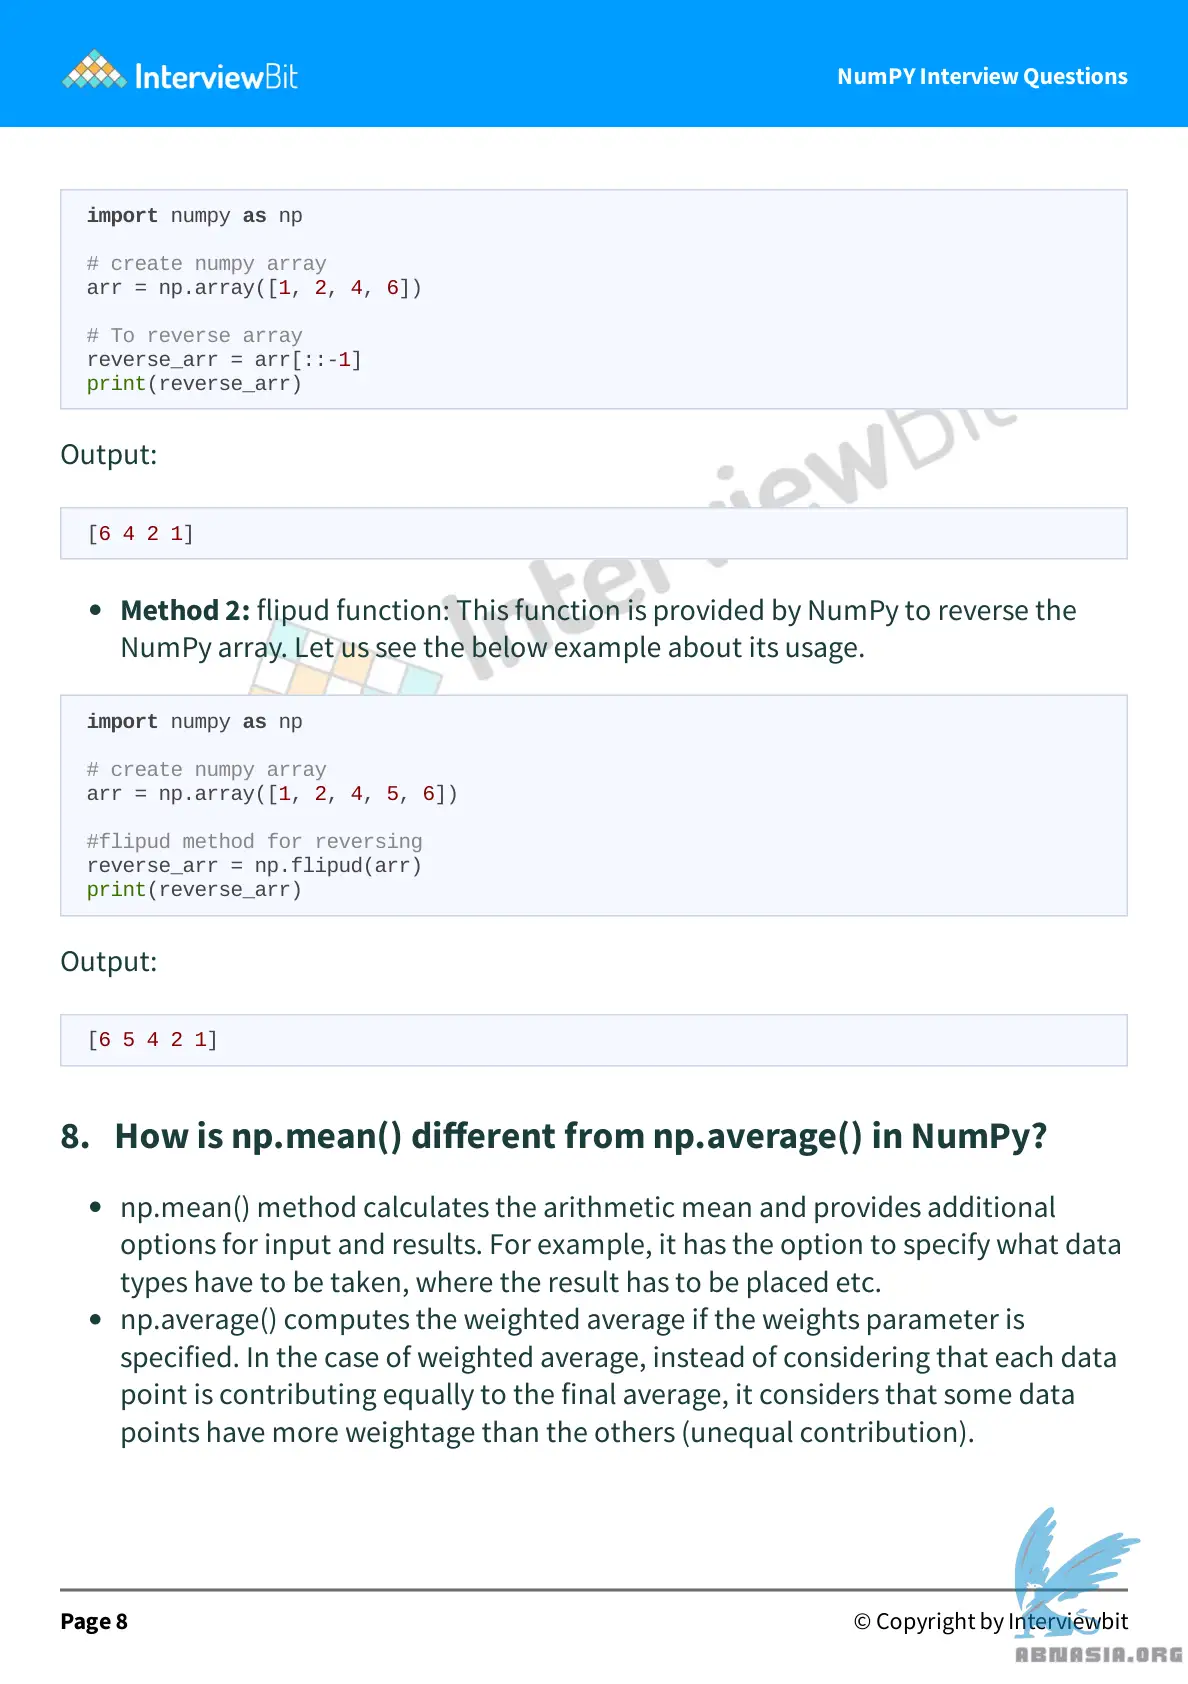 InterviewBit
NumPY Interview Questions
import numpy as np
# create numpy array
arr = np.array([1, 2, 4, 6])
# To reverse array
reverse_arr = arr[::-1]
print(reverse_arr)
Output:
[6 4 2 1]
InterviewBit
• Method 2: flipud function: This function is provided by NumPy to reverse the
NumPy array. Let us see the below example about its usage.
import numpy as np
# create numpy array
arr = np.array([1, 2, 4, 5, 6])
#flipud method for reversing
reverse_arr = np.flipud(arr)
print(reverse_arr)
Output:
[6 5 4 2 1]
8. How is np.mean() different from np.average() in NumPy?
• np.mean() method calculates the arithmetic mean and provides additional
options for input and results. For example, it has the option to specify what data
types have to be taken, where the result has to be placed etc.
• np.average() computes the weighted average if the weights parameter is
specified. In the case of weighted average, instead of considering that each data
point is contributing equally to the final average, it considers that some data
points have more weightage than the others (unequal contribution).
Page 8
© Copyright by Interviewbit
ABNASIA.ORG